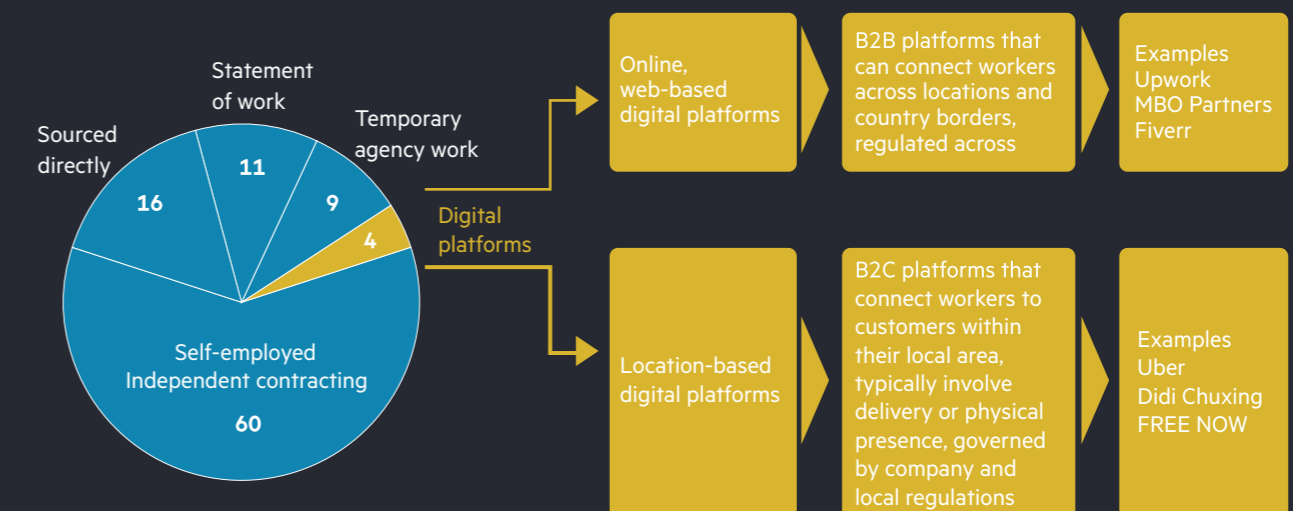 Statement
of work
Sourced
directly
Temporary
agency work
16
11
9
4
Digital
platforms
Self-employed
Independent contracting
60
Online,
web-based
digital platforms
B2B platforms that
can connect workers
across locations and
country borders,
regulated across
Examples
Upwork
MBO Partners
Fiverr
Location-based
digital platforms
B2C platforms that
connect workers to
customers within
their local area,
typically involve
delivery or physical
presence, governed
by company and
local regulations
Examples
Uber
Didi Chuxing
FREE NOW